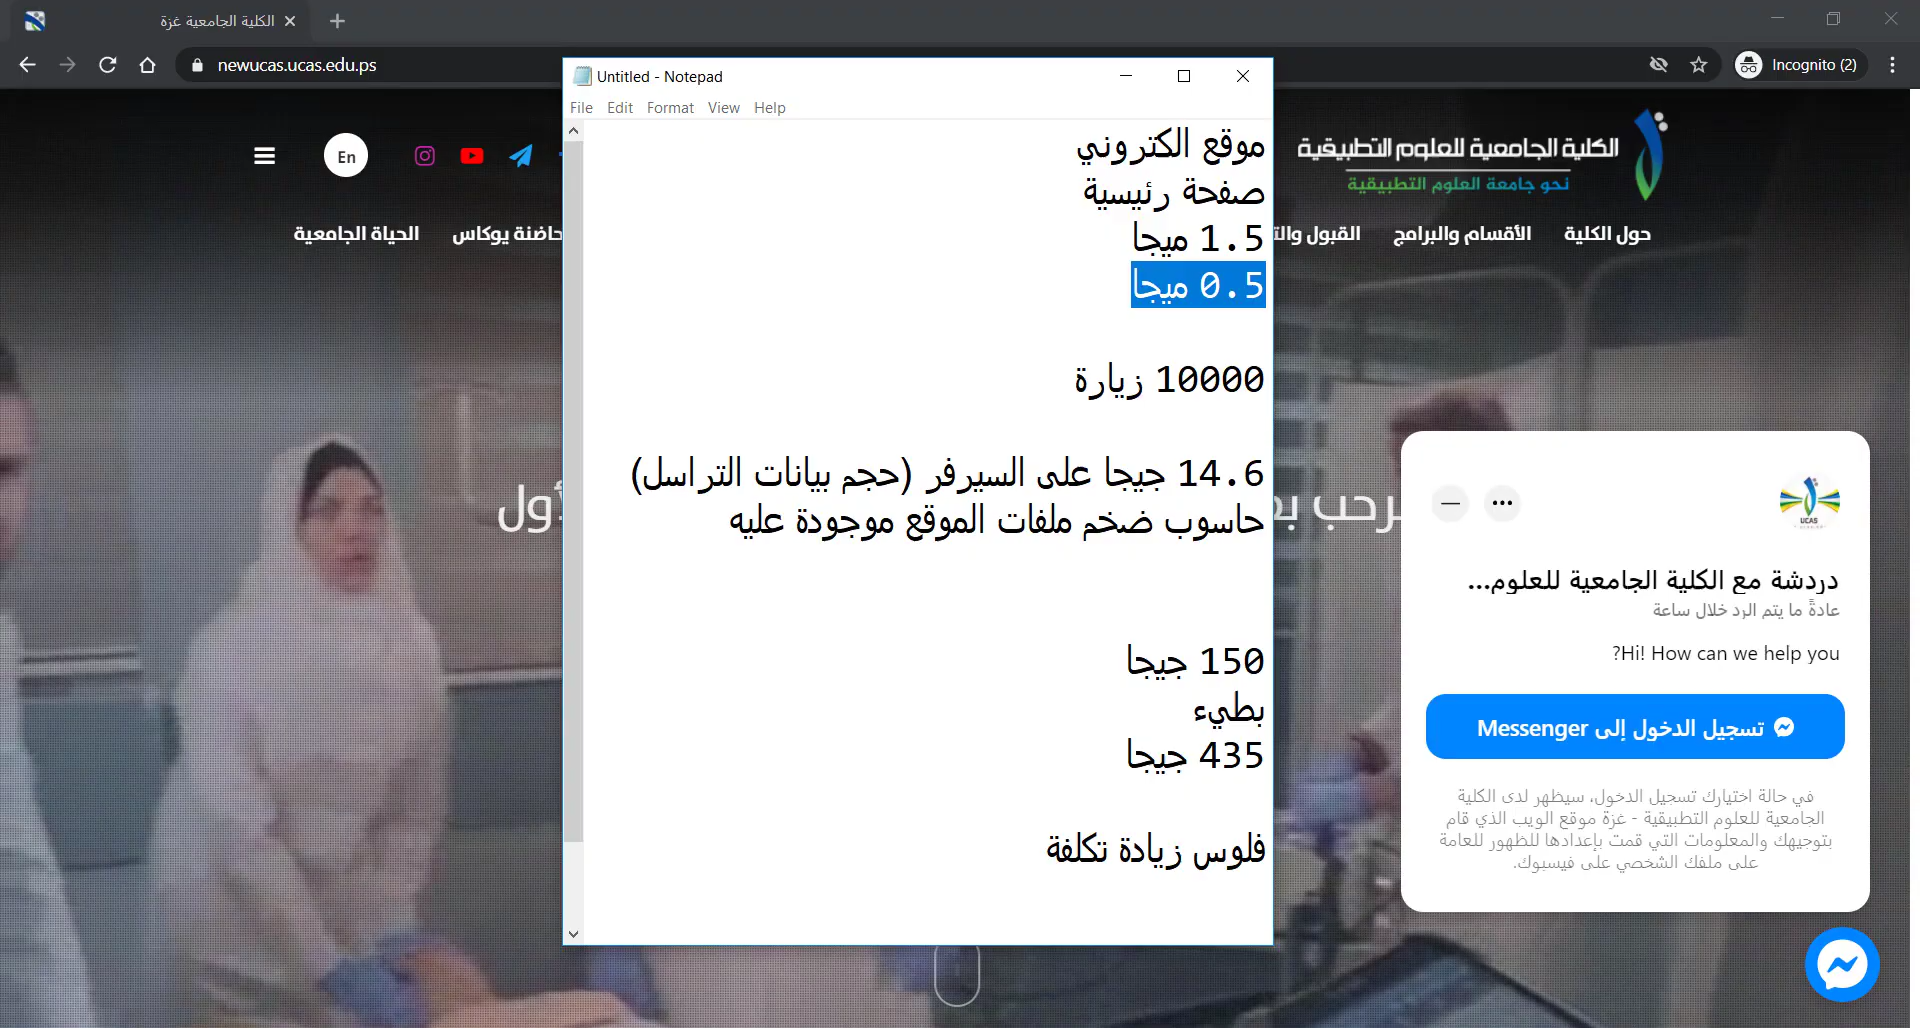 الكلية الجامعية غزة
newucas.ucas.edu.ps
Incognito (2)
Untitled - Notepad
File Edit Format View Help
موقع الكتروني
صفحة رئيسية
1.5 ميجا
0.5 ميجا
10000 زيارة
14.6 جيجا على السيرفر (حجم بيانات التراسل)
حاسوب ضخم ملفات الموقع موجودة عليه
150 جيجا
بطيء
435 جيجا
فلوس زيادة تكلفة
الكلية الجامعية للعلوم التطبيقية
نحو جامعة العلوم التطبيقية
En
حول الكلية
الأقسام والبرامج
القبول
حاضنة يوكاس
الحياة الجامعية
UCAS
دردشة مع الكلية الجامعية للعلوم...
عادةً ما يتم الرد خلال ساعة
?Hi! How can we help you
تسجيل الدخول إلى Messenger
في حالة اختيارك تسجيل الدخول، سيظهر لدى الكلية
الجامعية للعلوم التطبيقية - غزة موقع الويب الذي قام
بتوجيهك والمعلومات التي قمت بإعدادها للظهور للعامة
على ملفك الشخصي على فيسبوك.